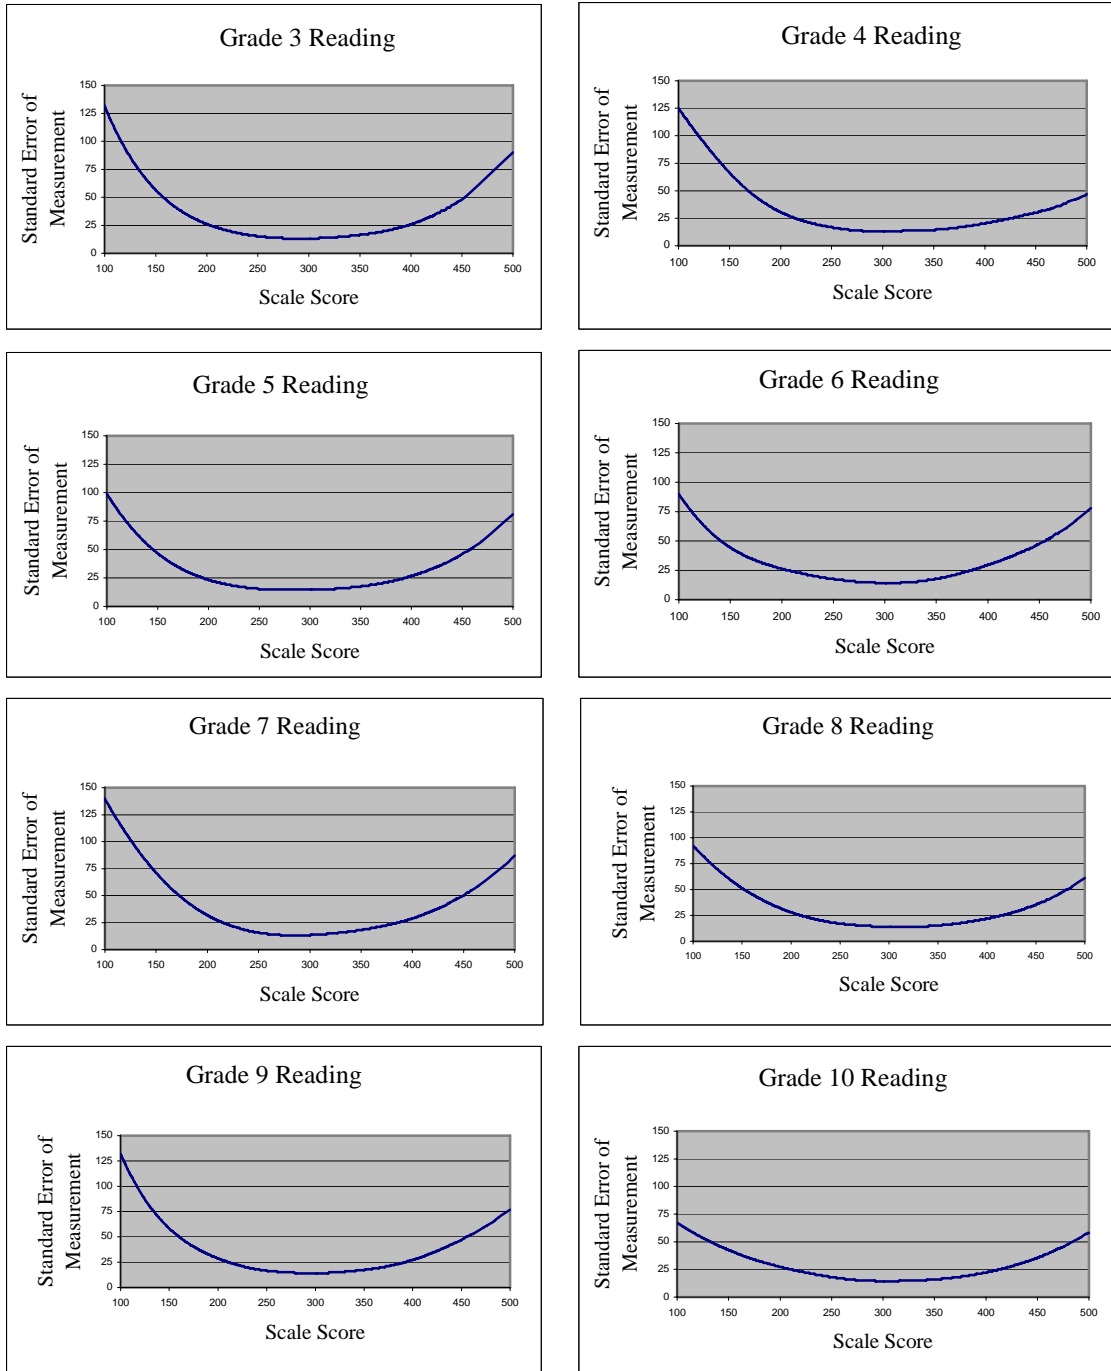 Grade 3 Reading
150
125
100
75
50
25
0
100 150 200 250 300 350 400 450 500
Standard Error of
Measurement
Scale Score
Grade 4 Reading
150
125
100
75
50
25
0
100 150 200 250 300 350 400 450 500
Standard Error of
Measurement
Scale Score
Grade 5 Reading
150
125
100
75
50
25
0
100 150 200 250 300 350 400 450 500
Standard Error of
Measurement
Scale Score
Grade 6 Reading
150
125
100
75
50
25
0
100 150 200 250 300 350 400 450 500
Standard Error of
Measurement
Scale Score
Grade 7 Reading
150
125
100
75
50
25
0
100 150 200 250 300 350 400 450 500
Standard Error of
Measurement
Scale Score
Grade 8 Reading
150
125
100
75
50
25
0
100 150 200 250 300 350 400 450 500
Standard Error of
Measurement
Scale Score
Grade 9 Reading
150
125
100
75
50
25
0
100 150 200 250 300 350 400 450 500
Standard Error of
Measurement
Scale Score
Grade 10 Reading
150
125
100
75
50
25
0
100 150 200 250 300 350 400 450 500
Standard Error of
Measurement
Scale Score